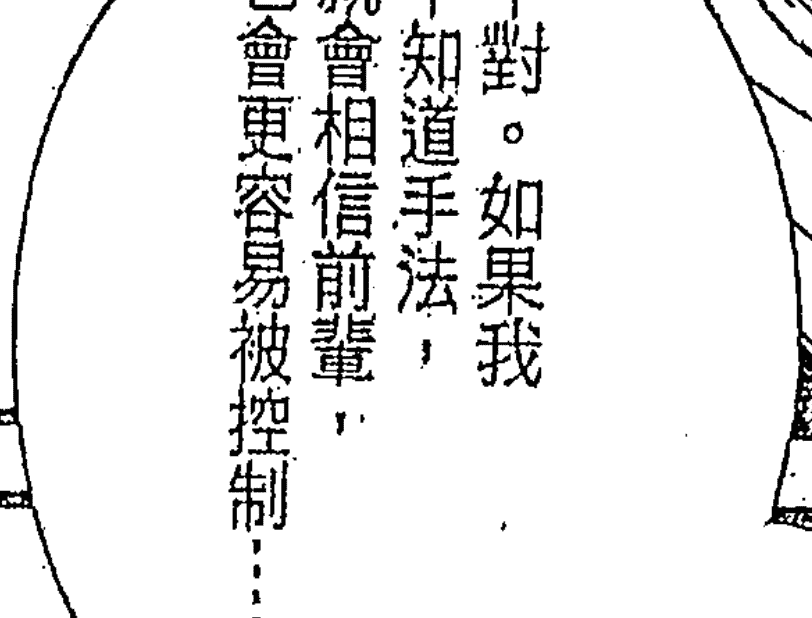 對。如果我
知道手法，
會相信前輩，
會更容易被控制……